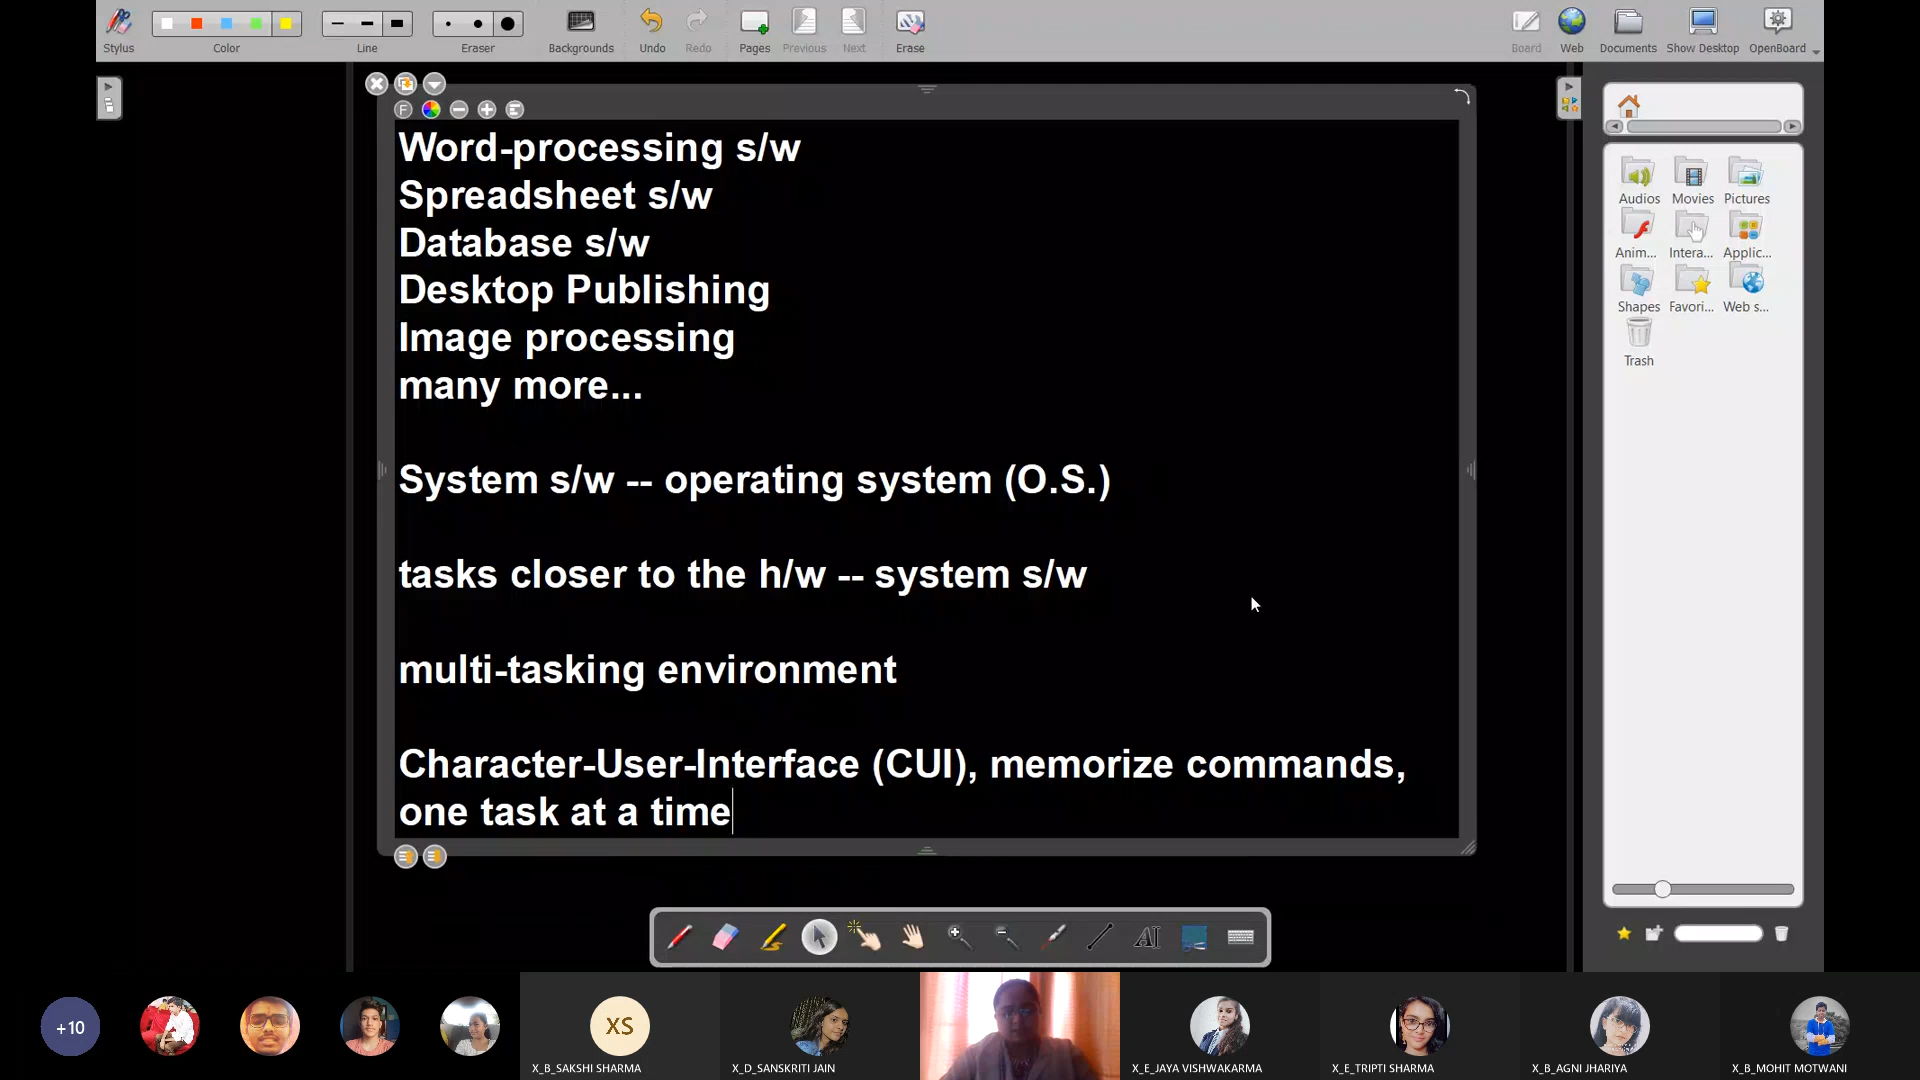 Stylus
Color
Line
Eraser
Backgrounds
Undo
Redo
Pages
Previous
Next
Erase
Board
Web
Documents
Show Desktop
OpenBoard
F
Word-processing s/w
Spreadsheet s/w
Database s/w
Desktop Publishing
Image processing
many more...
System s/w -- operating system (O.S.)
tasks closer to the h/w -- system s/w
multi-tasking environment
Character-User-Interface (CUI), memorize commands,
one task at a time
Audios Movies Pictures
Anim... Intera... Applic...
Shapes Favori... Web s...
Trash
AI
+10
XS
X_B_SAKSHI SHARMA
X_D_SANSKRITI JAIN
X_E_JAYA VISHWAKARMA
X_E_TRIPTI SHARMA
X_B_AGNI JHARIYA
X_B_MOHIT MOTWANI